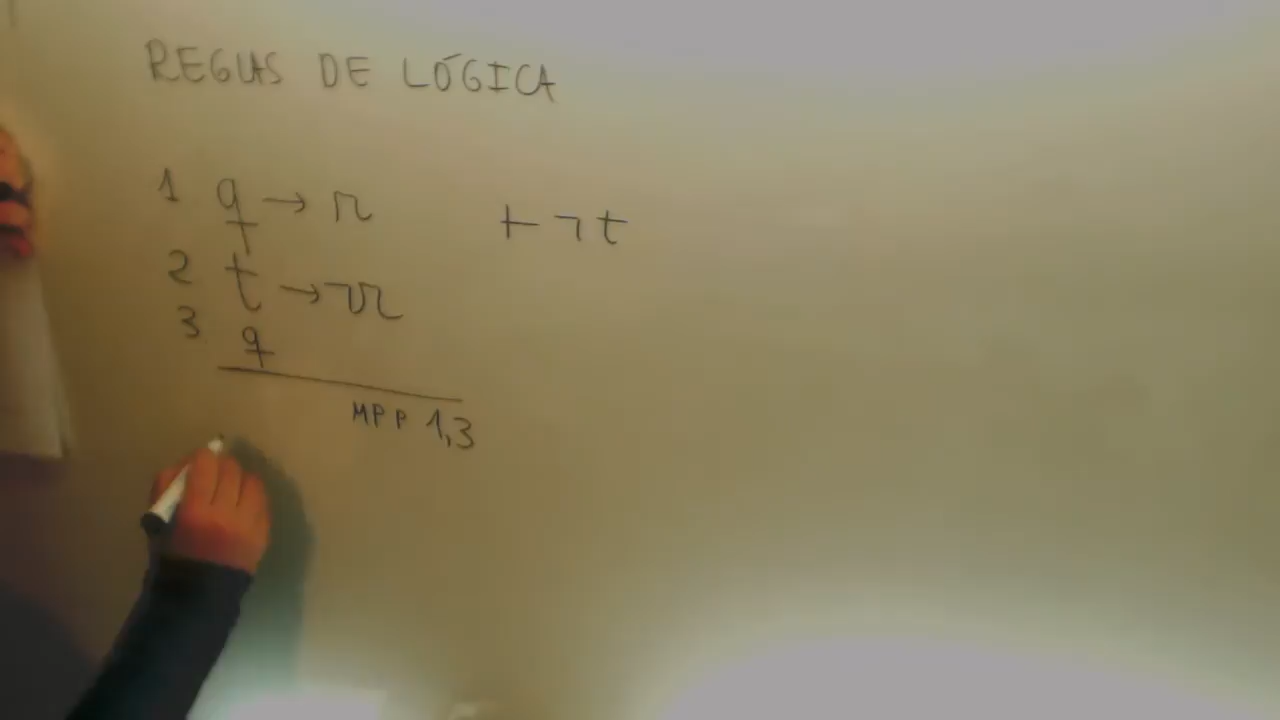 REGLAS DE LÓGICA
1 q → r ⊢ ¬ t
2 t → ¬r
3 q
MPP 1,3